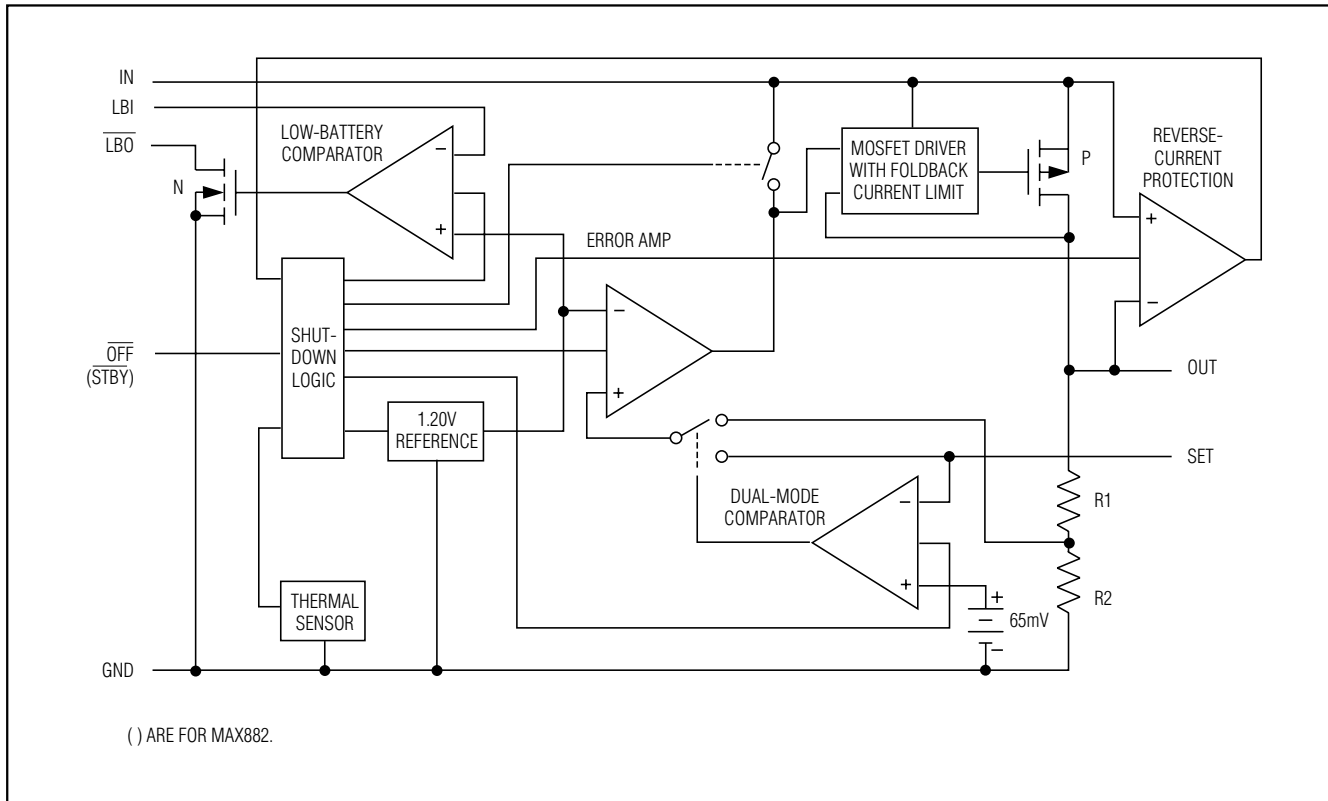 IN
LBI
LBO
N
LOW-BATTERY
COMPARATOR
−
+
MOSFET DRIVER
WITH FOLDBACK
CURRENT LIMIT
P
REVERSE-
CURRENT
PROTECTION
+
−
ERROR AMP
−
+
SHUT-
DOWN
LOGIC
OFF
(STBY)
1.20V
REFERENCE
OUT
SET
DUAL-MODE
COMPARATOR
−
+
R1
R2
+
−
65mV
THERMAL
SENSOR
GND
( ) ARE FOR MAX882.